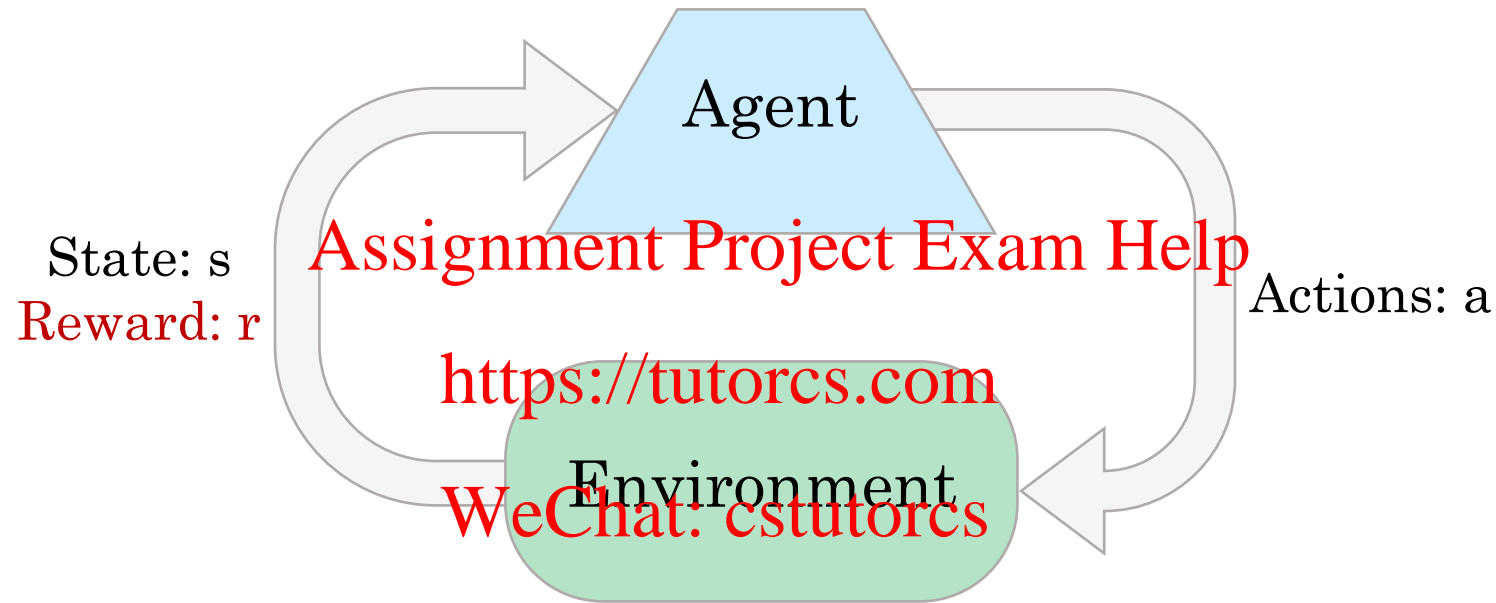 Agent
State: s
Reward: r
Assignment Project Exam Help
Actions: a
https://tutorcs.com
Environment
WeChat: cstutorcs